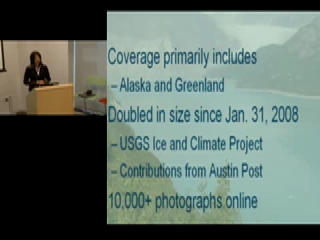 Coverage primarily includes
– Alaska and Greenland
Doubled in size since Jan. 31, 2008
– USGS Ice and Climate Project
– Contributions from Austin Post
10,000+ photographs online